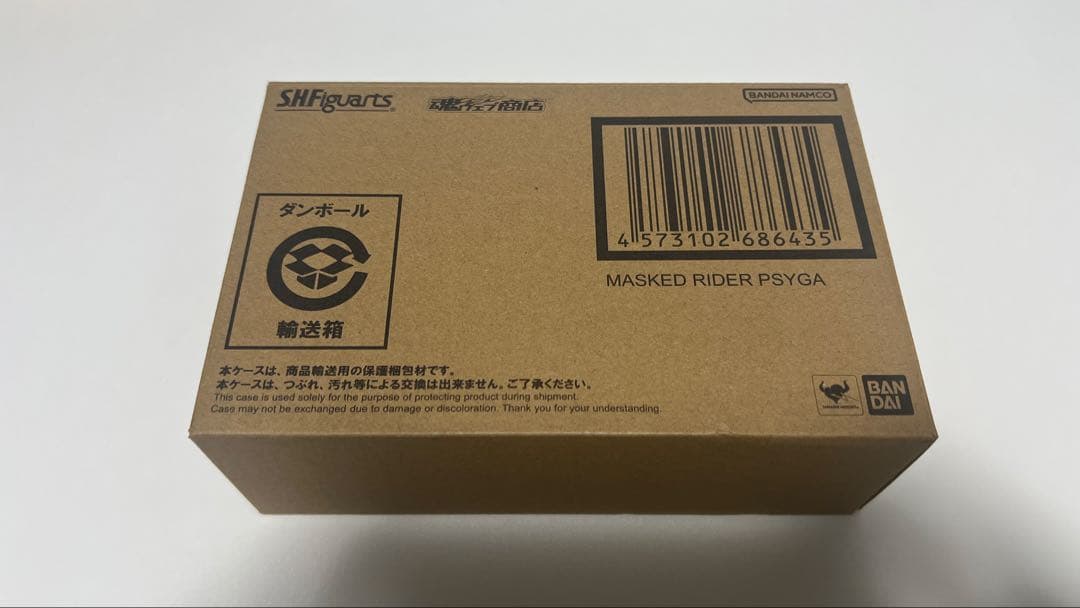 S.H.Figuarts
魂ウェブ商店
BANDAI NAMCO
4 573102 686435
MASKED RIDER PSYGA
ダンボール
輸送箱
本ケースは、商品輸送用の保護梱包材です。
本ケースは、つぶれ、汚れ等による交換は出来ません。ご了承ください。
This case is used solely for the purpose of protecting product during shipment.
Case may not be exchanged due to damage or discoloration. Thank you for your understanding.
BAN
DAI